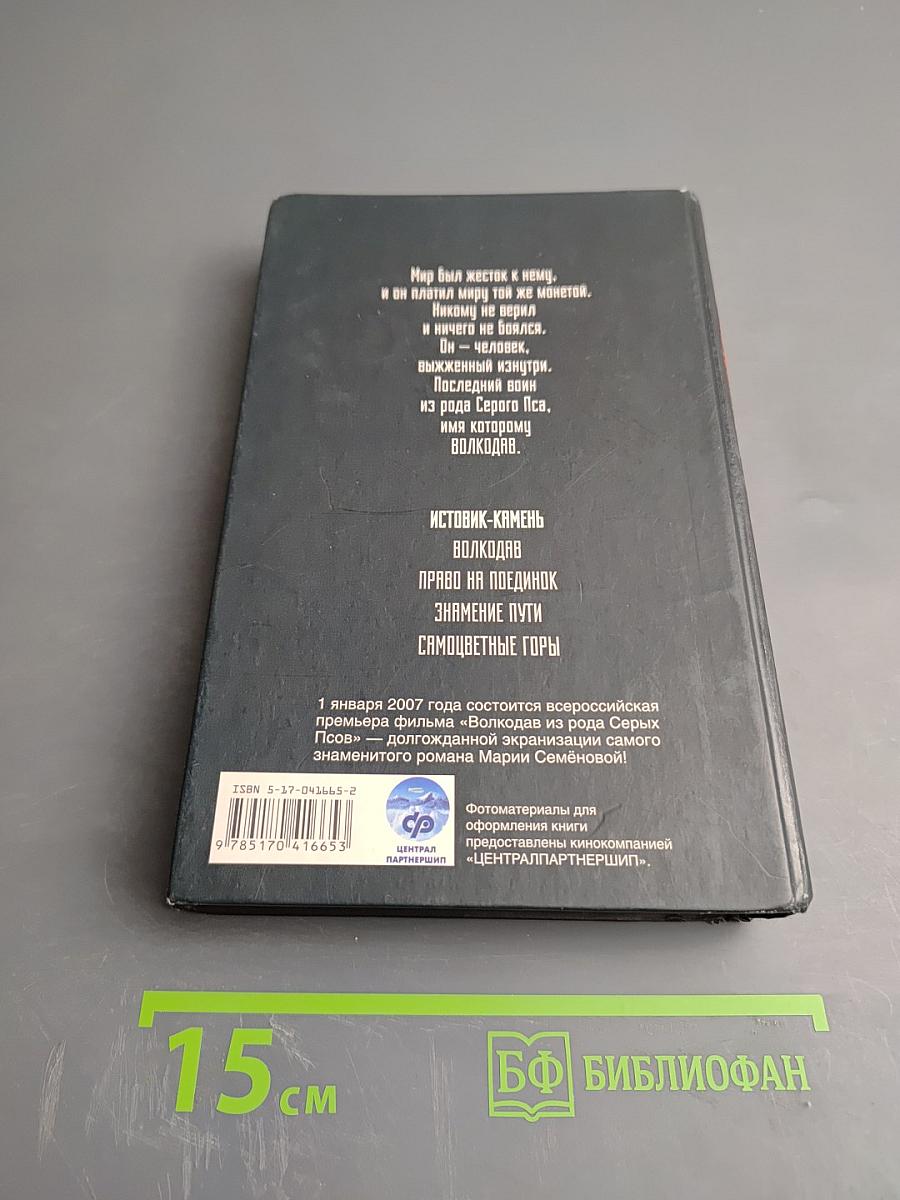 Мир был жесток к нему,
и он платил миру той же монетой.
Никому не верил
и ничего не боялся.
Он — человек,
выжженный изнутри.
Последний воин
из рода Серого Пса,
имя которому
ВОЛКОДАВ.
ИСТОВИК-КАМЕНЬ
ВОЛКОДАВ
ПРАВО НА ПОЕДИНОК
ЗНАМЕНИЕ ПУТИ
САМОЦВЕТНЫЕ ГОРЫ
1 января 2007 года состоится всероссийская
премьера фильма «Волкодав из рода Серых
Псов» — долгожданной экранизации самого
знаменитого романа Марии Семёновой!
ISBN 5-17-041665-2
9 785170 416653
ср
ЦЕНТРАЛ
ПАРТНЕРШИП
Фотоматериалы для
оформления книги
предоставлены кинокомпанией
«ЦЕНТРАЛПАРТНЕРШИП».
15 см
БФ БИБЛИОФАН